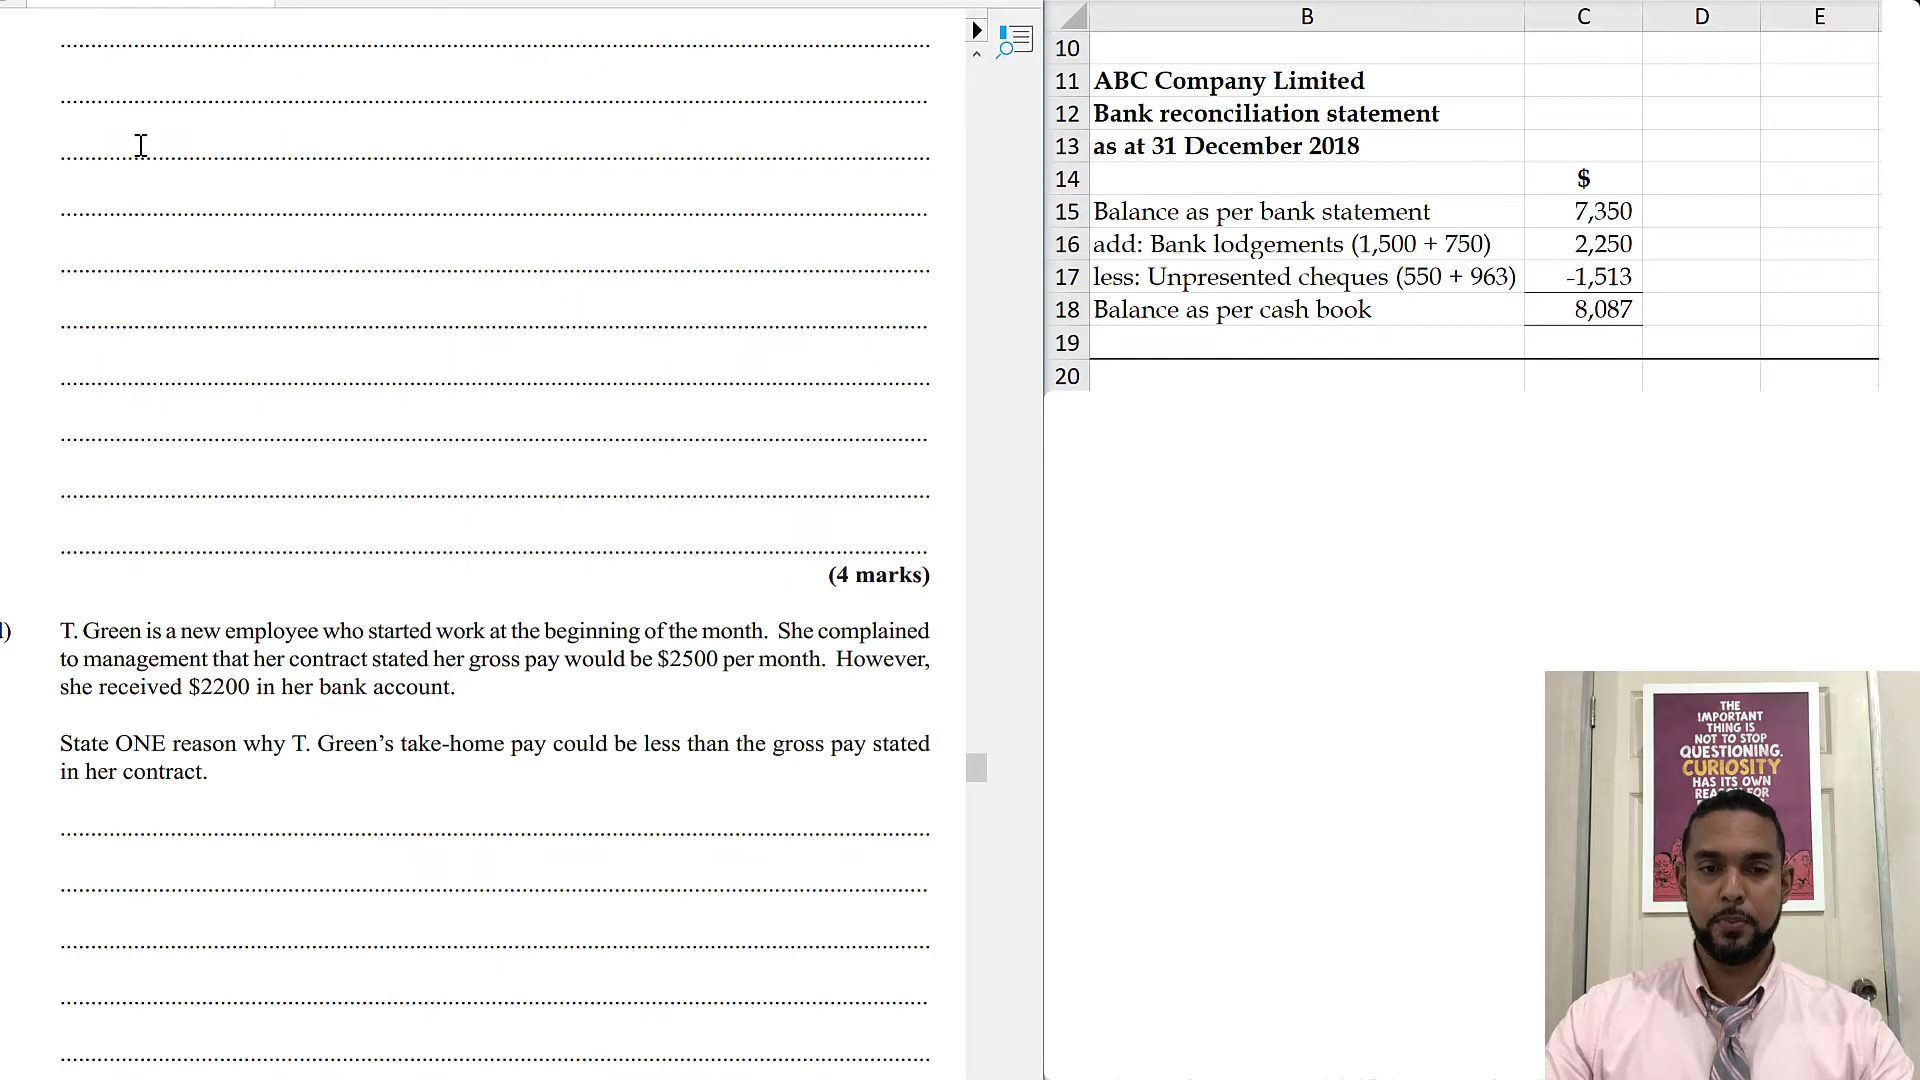 (4 marks)
T. Green is a new employee who started work at the beginning of the month. She complained
to management that her contract stated her gross pay would be $2500 per month. However,
she received $2200 in her bank account.
State ONE reason why T. Green's take-home pay could be less than the gross pay stated
in her contract.
B C D E
10
11 ABC Company Limited
12 Bank reconciliation statement
13 as at 31 December 2018
14 $
15 Balance as per bank statement 7,350
16 add: Bank lodgements (1,500 + 750) 2,250
17 less: Unpresented cheques (550 + 963) -1,513
18 Balance as per cash book 8,087
19
20
THE
IMPORTANT
THING IS
NOT TO STOP
QUESTIONING.
CURIOSITY
HAS ITS OWN